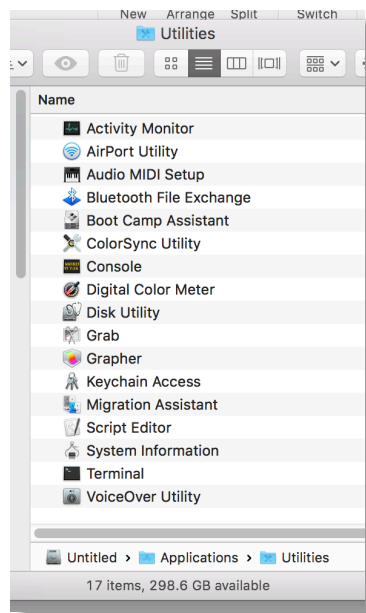 New Arrange Split Switch
Utilities
Name
Activity Monitor
AirPort Utility
Audio MIDI Setup
Bluetooth File Exchange
Boot Camp Assistant
ColorSync Utility
Console
Digital Color Meter
Disk Utility
Grab
Grapher
Keychain Access
Migration Assistant
Script Editor
System Information
Terminal
VoiceOver Utility
Untitled › Applications › Utilities
17 items, 298.6 GB available